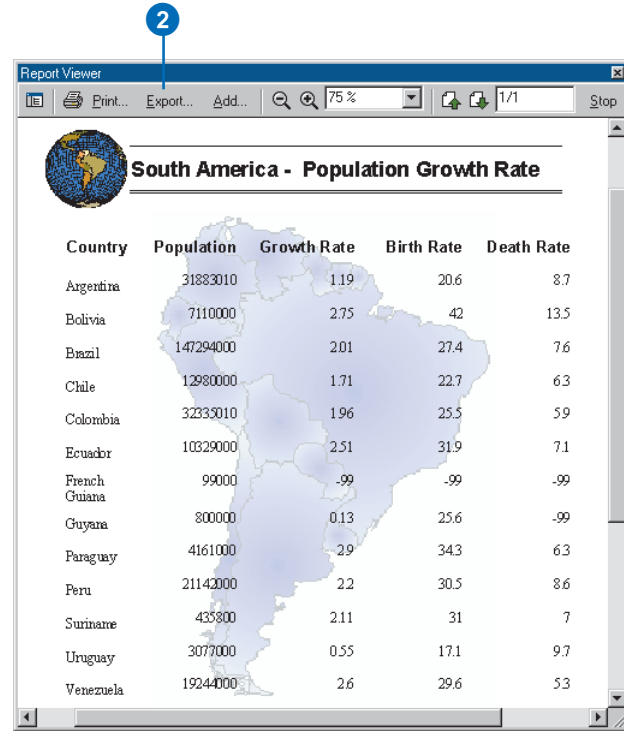 2
Report Viewer
Print... Export... Add... 75 % 1/1 Stop
South America - Population Growth Rate
Country Population Growth Rate Birth Rate Death Rate
Argentina 31883010 1.19 20.6 8.7
Bolivia 7110000 2.75 42 13.5
Brazil 147294000 2.01 27.4 7.6
Chile 12980000 1.71 22.7 6.3
Colombia 32335010 1.96 25.5 5.9
Ecuador 10329000 2.51 31.9 7.1
French 99000 -99 -99 -99
Guiana
Guyana 800000 0.13 25.6 -99
Paraguay 4161000 2.9 34.3 6.3
Peru 21142000 2.2 30.5 8.6
Suriname 435800 2.11 31 7
Uruguay 3077000 0.55 17.1 9.7
Venezuela 19244000 2.6 29.6 5.3